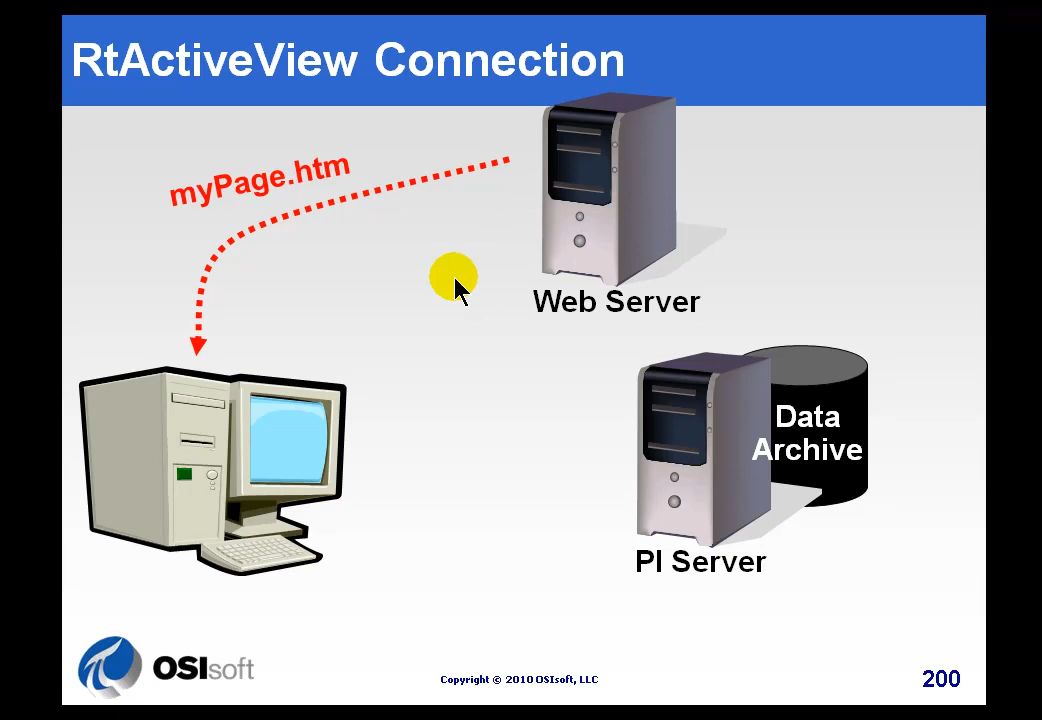 RtActiveView Connection
myPage.htm
Web Server
Data
Archive
PI Server
OSIsoft
Copyright © 2010 OSIsoft, LLC
200